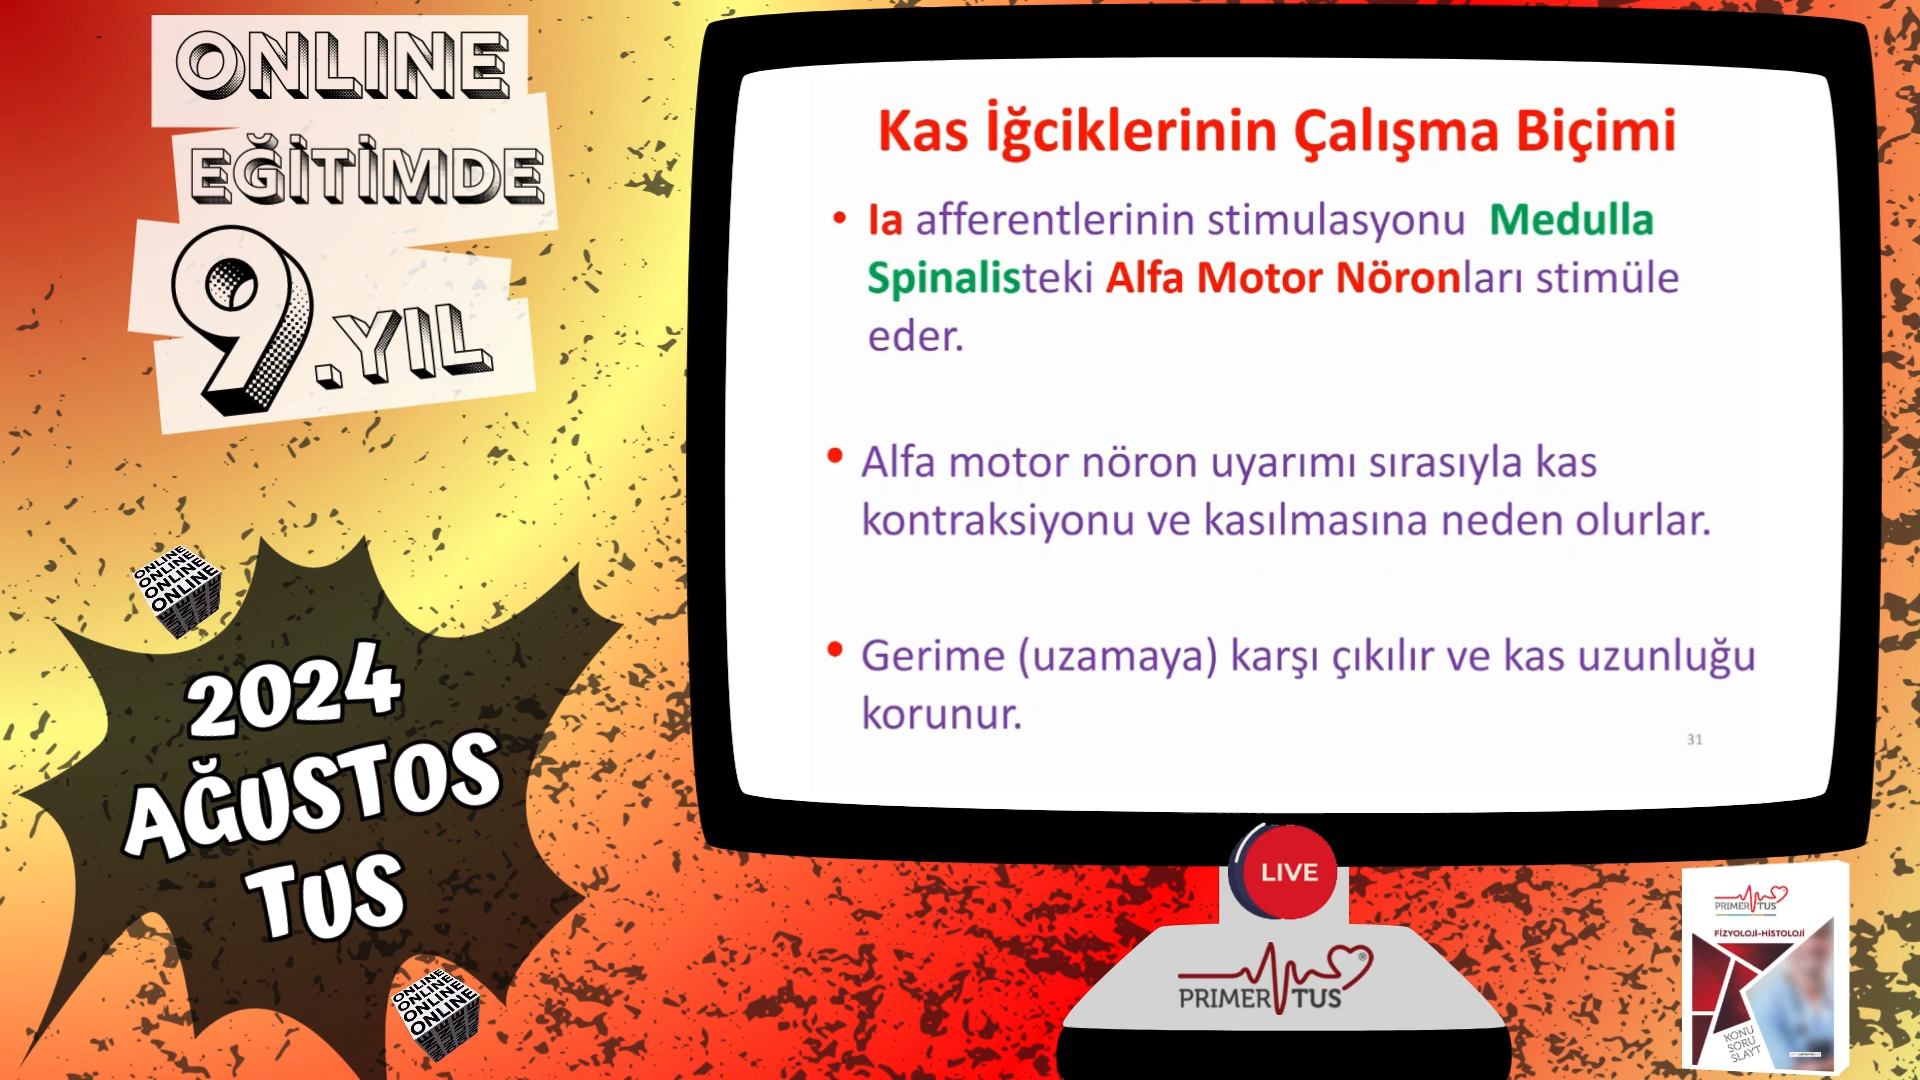 ONLINE
EĞİTİMDE
9.YIL
2024
AĞUSTOS
TUS
ONLINE
ONLINE
ONLINE
ONLINE
ONLINE
ONLINE
ONLINE
ONLINE
Kas İğciklerinin Çalışma Biçimi
• Ia afferentlerinin stimulasyonu Medulla
Spinalisteki Alfa Motor Nöronları stimüle
eder.
• Alfa motor nöron uyarımı sırasıyla kas
kontraksiyonu ve kasılmasına neden olurlar.
• Gerime (uzamaya) karşı çıkılır ve kas uzunluğu
korunur.
31
LIVE
PRIMER TUS
®
PRIMER TUS
FİZYOLOJİ-HİSTOLOJİ
KONU
SORU
SLAYT